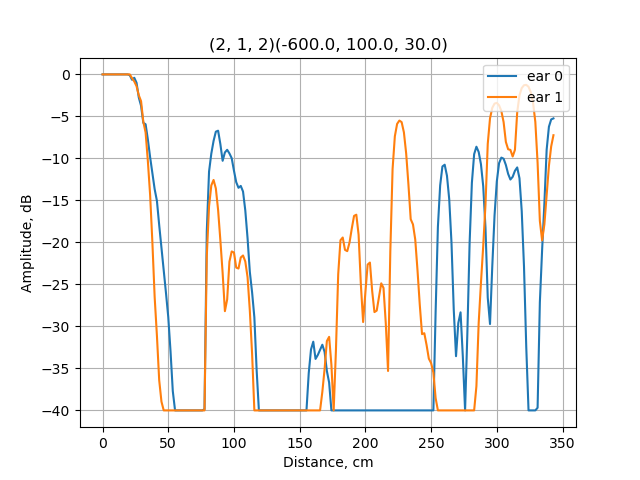 (2, 1, 2)(-600.0, 100.0, 30.0)
ear 0
ear 1
Amplitude, dB
0
−5
−10
−15
−20
−25
−30
−35
−40
0 50 100 150 200 250 300 350
Distance, cm